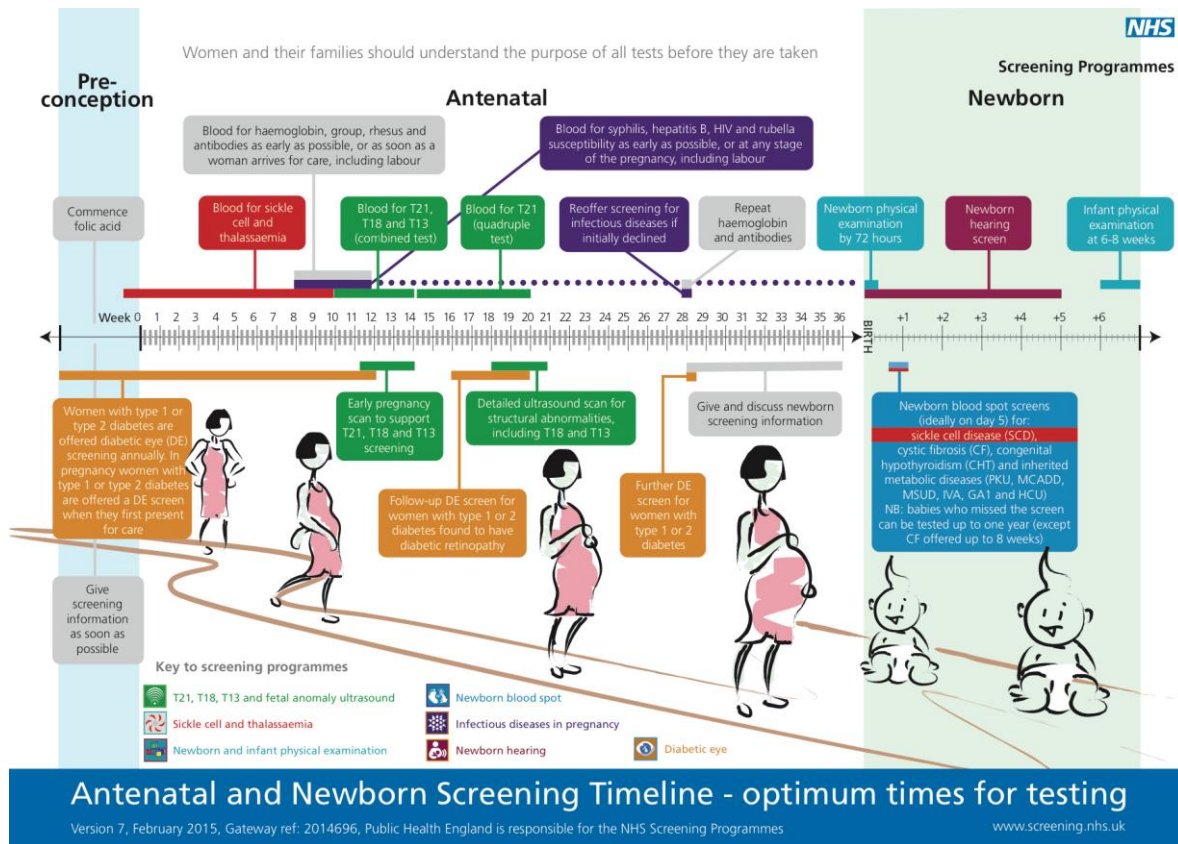 NHS
Women and their families should understand the purpose of all tests before they are taken
Screening Programmes
Pre-
conception
Antenatal
Newborn
Blood for haemoglobin, group, rhesus and
antibodies as early as possible, or as soon as a
woman arrives for care, including labour
Blood for syphilis, hepatitis B, HIV and rubella
susceptibility as early as possible, or at any stage
of the pregnancy, including labour
Commence
folic acid
Blood for sickle
cell and
thalassaemia
Blood for T21,
T18 and T13
(combined test)
Blood for T21
(quadruple
test)
Reoffer screening for
infectious diseases if
initially declined
Repeat
haemoglobin
and antibodies
Newborn physical
examination
by 72 hours
Newborn
hearing
screen
Infant physical
examination
at 6-8 weeks
Week 0 1 2 3 4 5 6 7 8 9 10 11 12 13 14 15 16 17 18 19 20 21 22 23 24 25 26 27 28 29 30 31 32 33 34 35 36
BIRTH
+1 +2 +3 +4 +5 +6
Women with type 1 or
type 2 diabetes are
offered diabetic eye (DE)
screening annually. In
pregnancy women with
type 1 or type 2 diabetes
are offered a DE screen
when they first present
for care
Early pregnancy
scan to support
T21, T18 and T13
screening
Detailed ultrasound scan for
structural abnormalities,
including T18 and T13
Give and discuss newborn
screening information
Newborn blood spot screens
(ideally on day 5) for:
sickle cell disease (SCD),
cystic fibrosis (CF), congenital
hypothyroidism (CHT) and inherited
metabolic diseases (PKU, MCADD,
MSUD, IVA, GA1 and HCU)
NB: babies who missed the screen
can be tested up to one year (except
CF offered up to 8 weeks)
Follow-up DE screen for
women with type 1 or 2
diabetes found to have
diabetic retinopathy
Further DE
screen for
women with
type 1 or 2
diabetes
Give
screening
information
as soon as
possible
Key to screening programmes
T21, T18, T13 and fetal anomaly ultrasound
Sickle cell and thalassaemia
Newborn and infant physical examination
Newborn blood spot
Infectious diseases in pregnancy
Newborn hearing
Diabetic eye
Antenatal and Newborn Screening Timeline - optimum times for testing
Version 7, February 2015, Gateway ref: 2014696, Public Health England is responsible for the NHS Screening Programmes
www.screening.nhs.uk